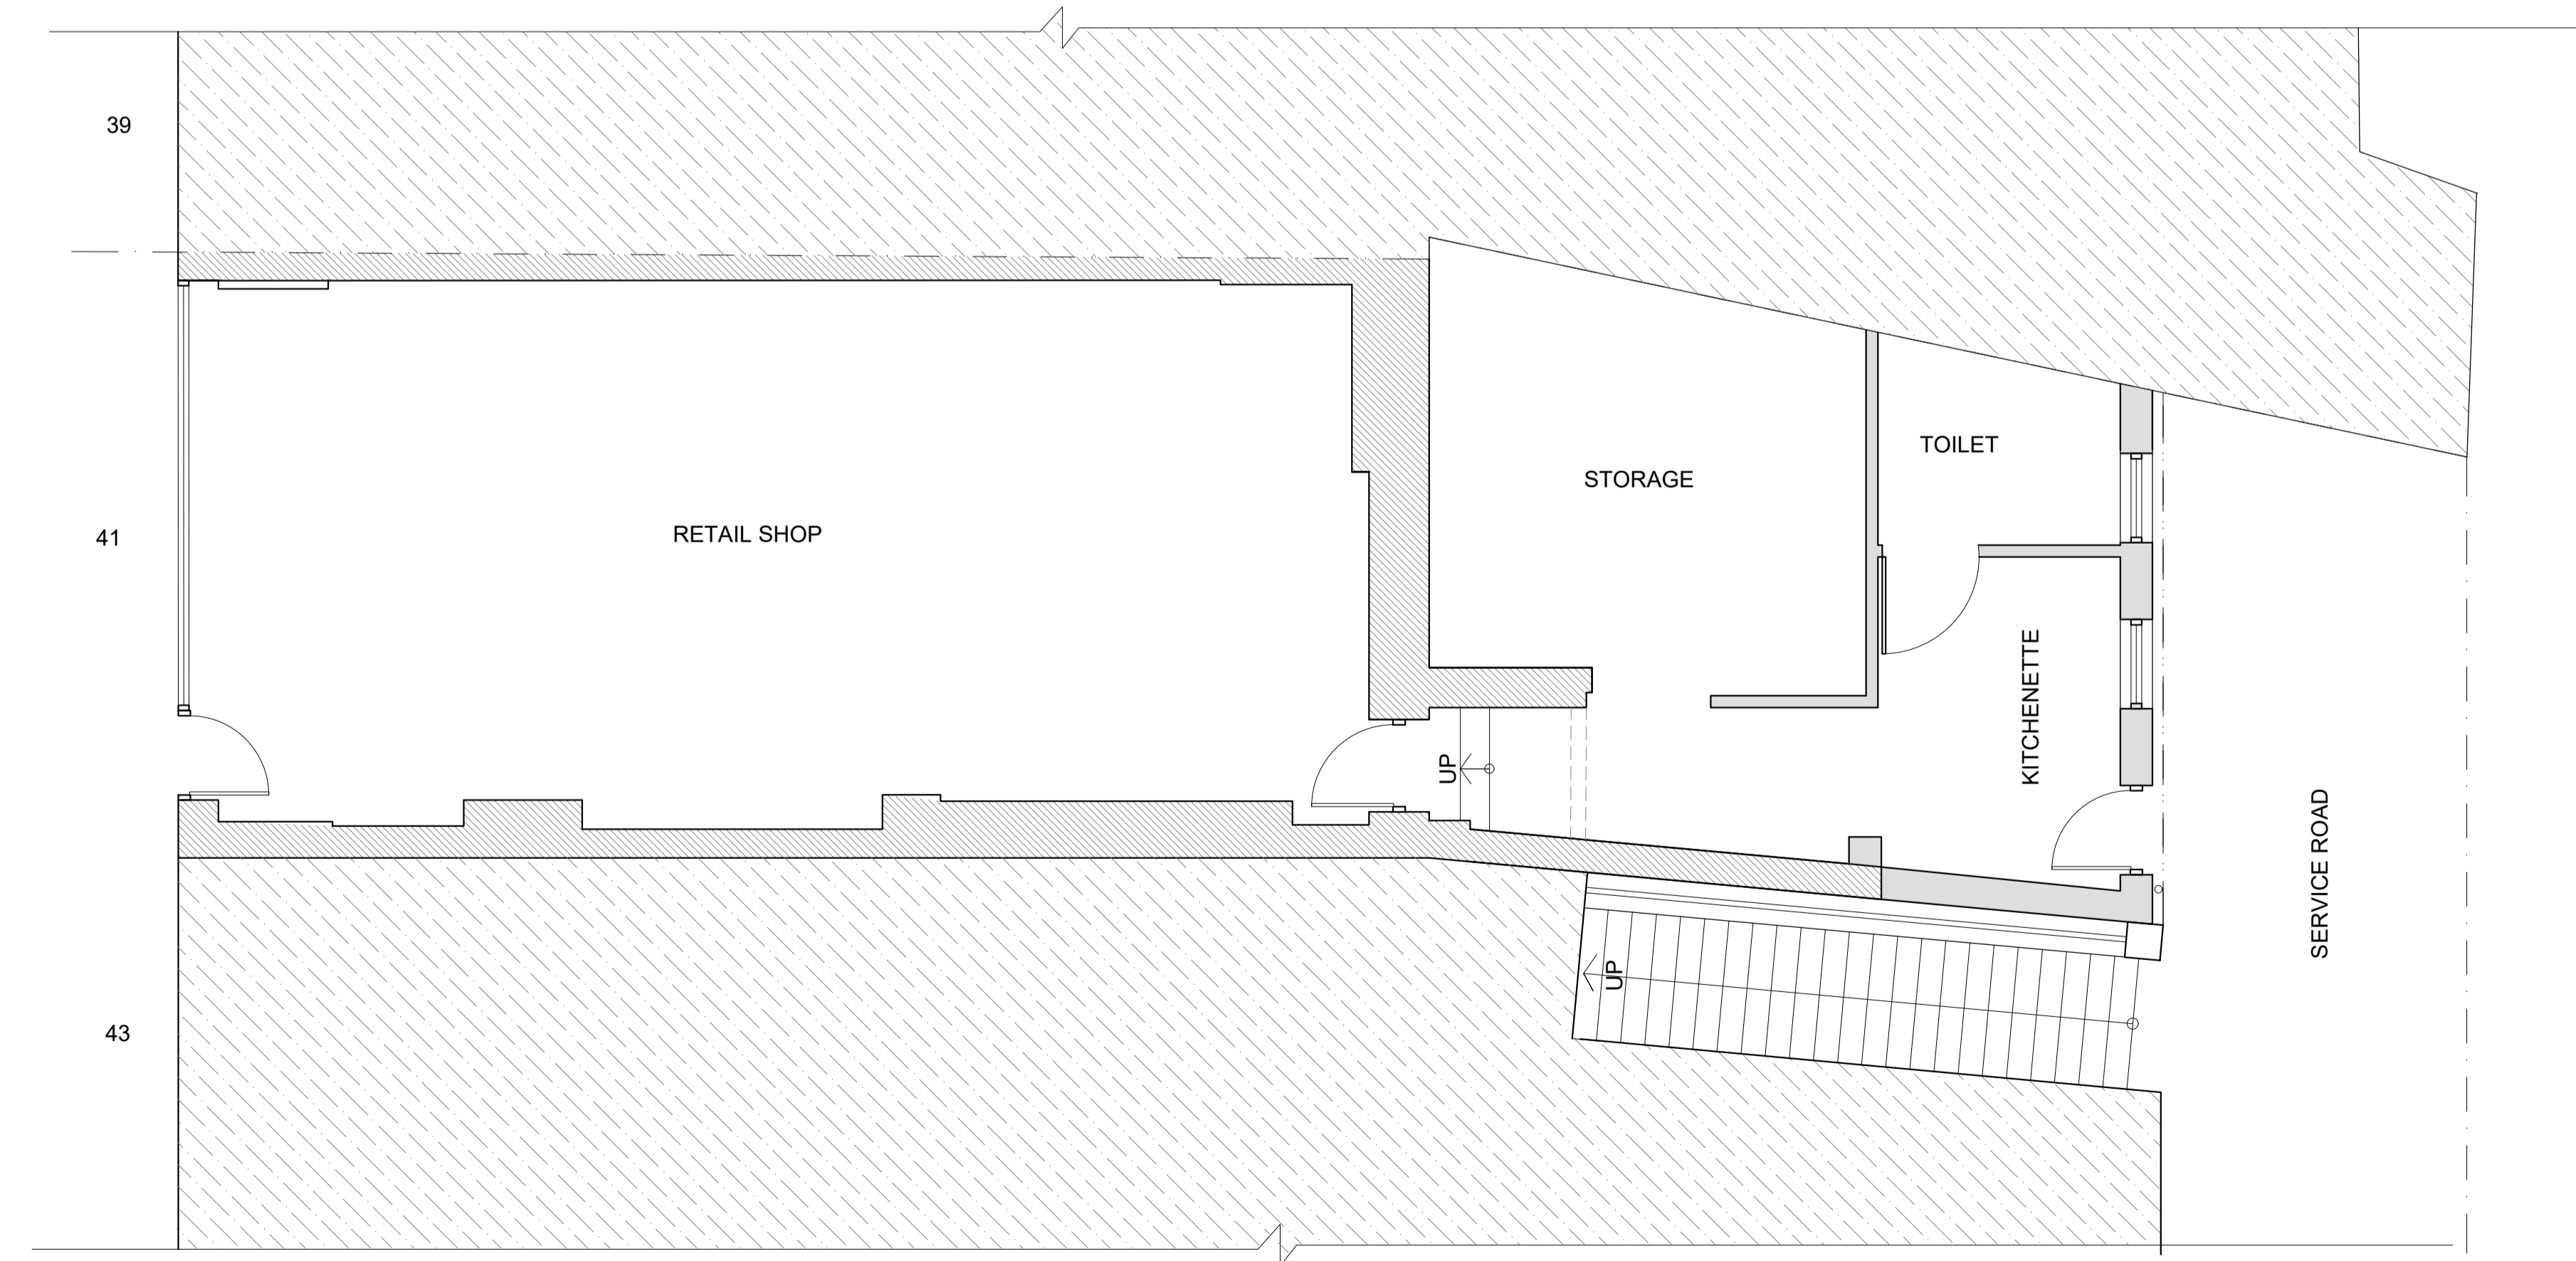 39
TOILET
STORAGE
RETAIL SHOP
41
KITCHENETTE
UP
SERVICE ROAD
UP
43